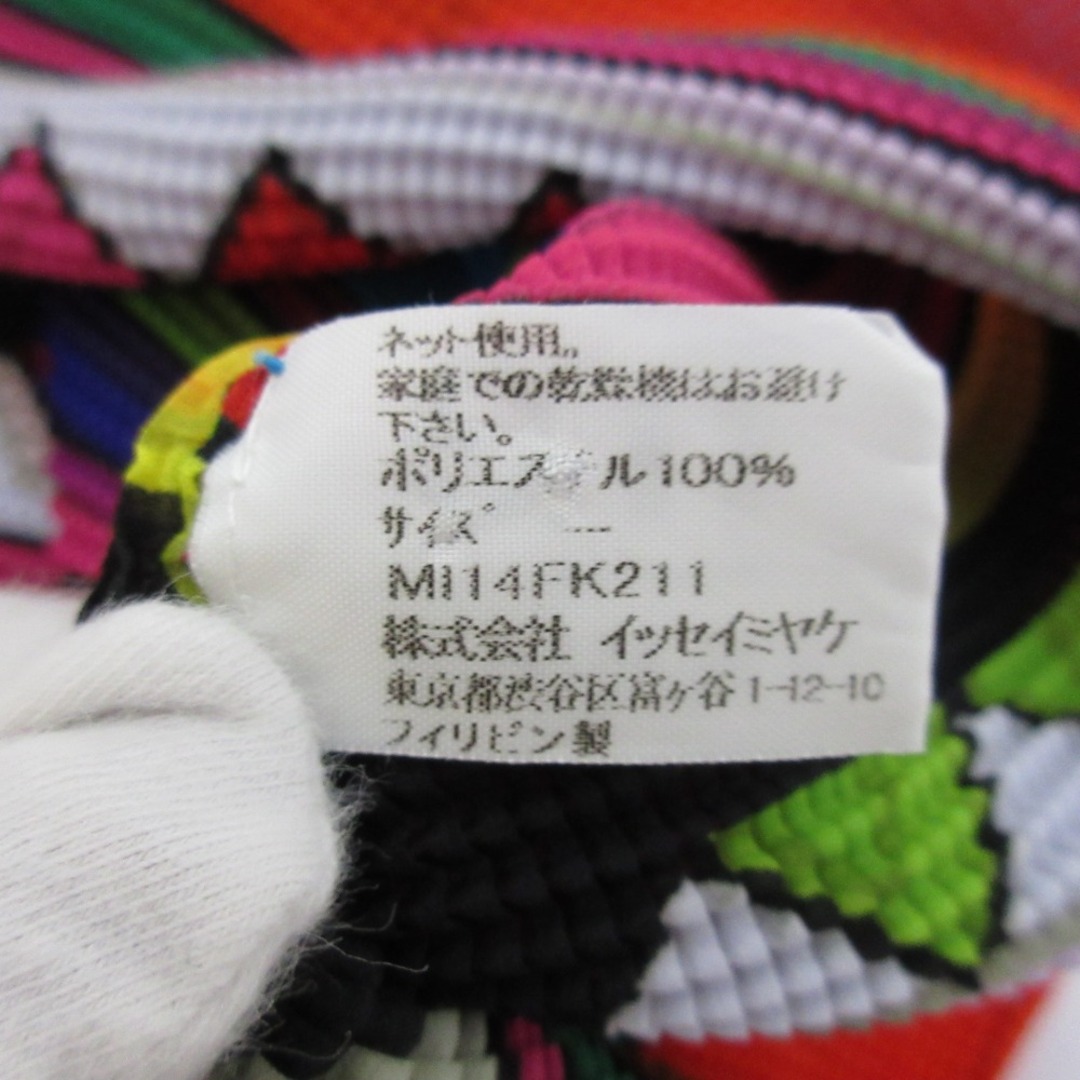 ネット使用。
家庭での乾燥機はお避け
下さい。
ポリエステル100%
サイズ ---
MI14FK211
株式会社 イッセイミヤケ
東京都渋谷区富ヶ谷1-12-10
フィリピン製